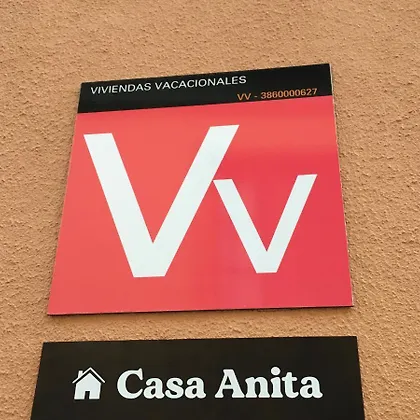 VIVIENDAS VACACIONALES
VV - 3860000627
Vv
Casa Anita